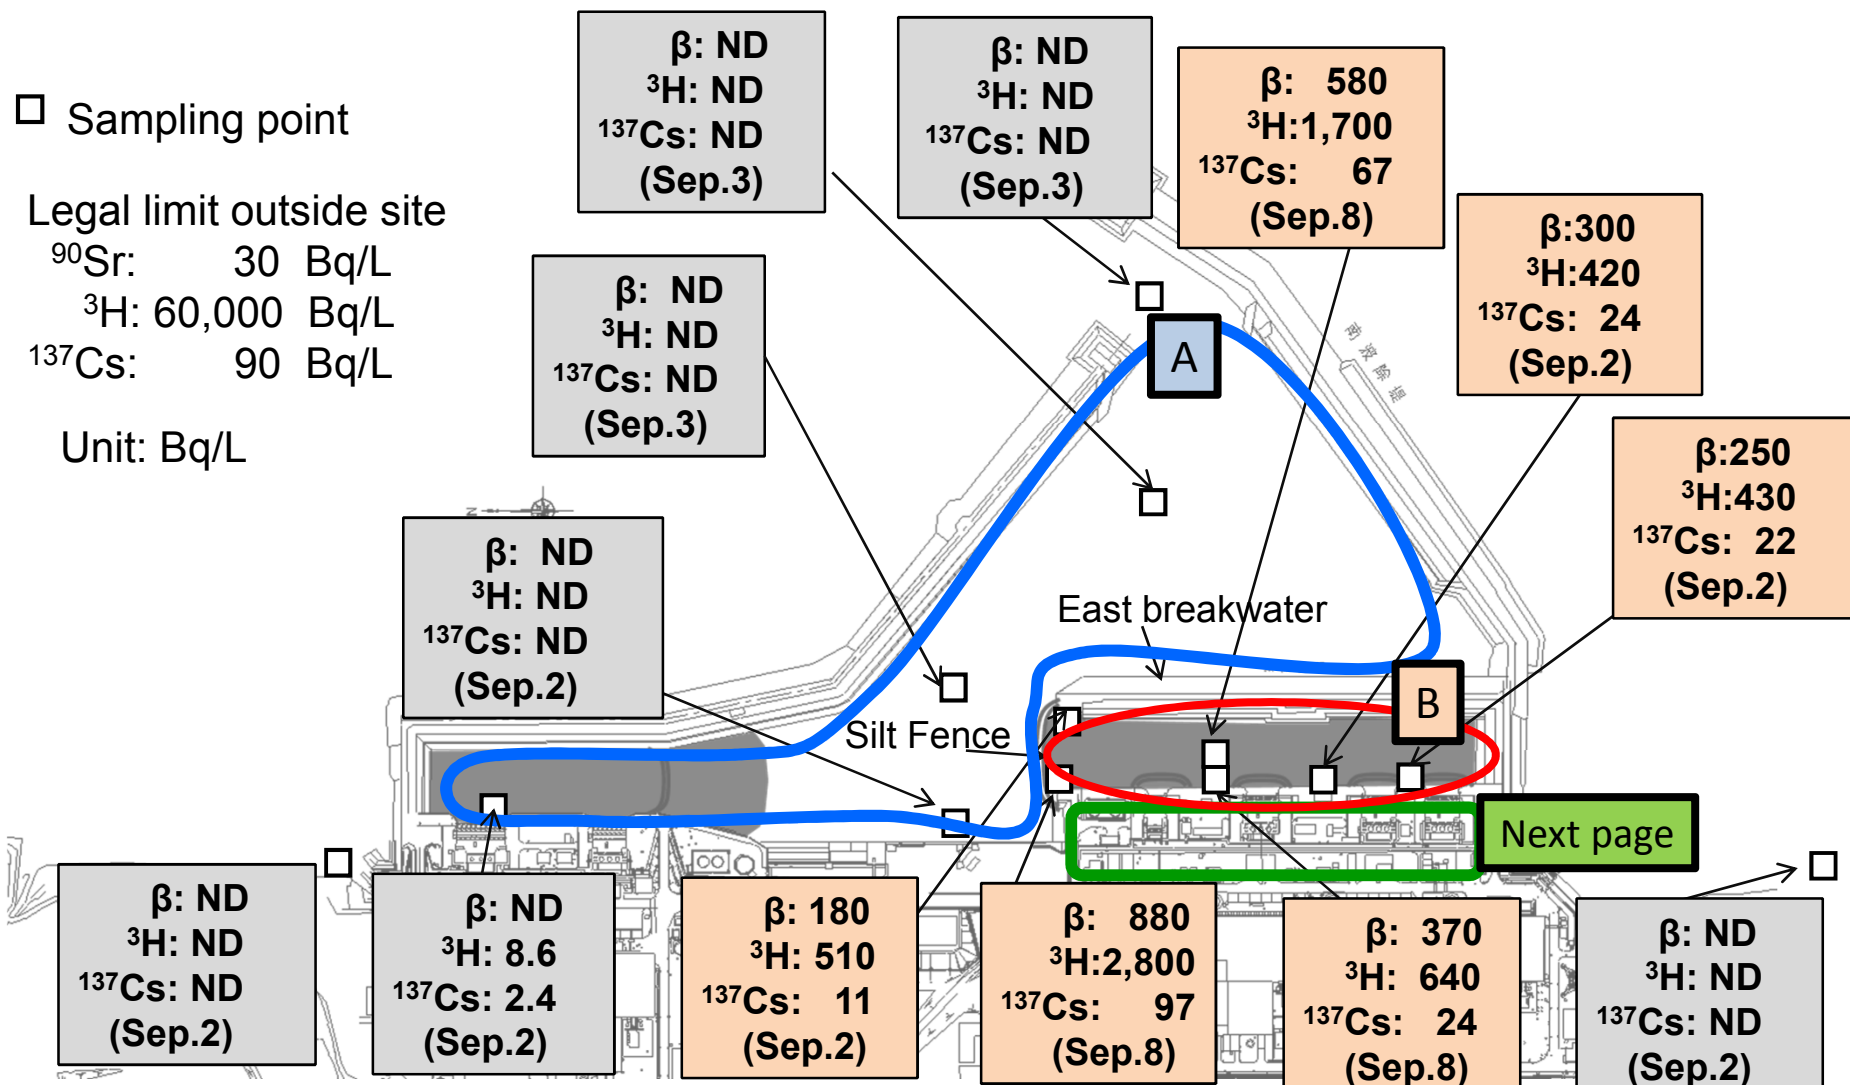 □ Sampling point
Legal limit outside site
⁹⁰Sr: 30 Bq/L
³H: 60,000 Bq/L
¹³⁷Cs: 90 Bq/L
Unit: Bq/L
β: ND
³H: ND
¹³⁷Cs: ND
(Sep.3)
β: ND
³H: ND
¹³⁷Cs: ND
(Sep.3)
β: 580
³H:1,700
¹³⁷Cs: 67
(Sep.8)
β:300
³H:420
¹³⁷Cs: 24
(Sep.2)
β: ND
³H: ND
¹³⁷Cs: ND
(Sep.3)
A
南波除堤
β:250
³H:430
¹³⁷Cs: 22
(Sep.2)
N
β: ND
³H: ND
¹³⁷Cs: ND
(Sep.2)
East breakwater
B
Silt Fence
Next page
β: ND
³H: ND
¹³⁷Cs: ND
(Sep.2)
β: ND
³H: 8.6
¹³⁷Cs: 2.4
(Sep.2)
β: 180
³H: 510
¹³⁷Cs: 11
(Sep.2)
β: 880
³H:2,800
¹³⁷Cs: 97
(Sep.8)
β: 370
³H: 640
¹³⁷Cs: 24
(Sep.8)
β: ND
³H: ND
¹³⁷Cs: ND
(Sep.2)